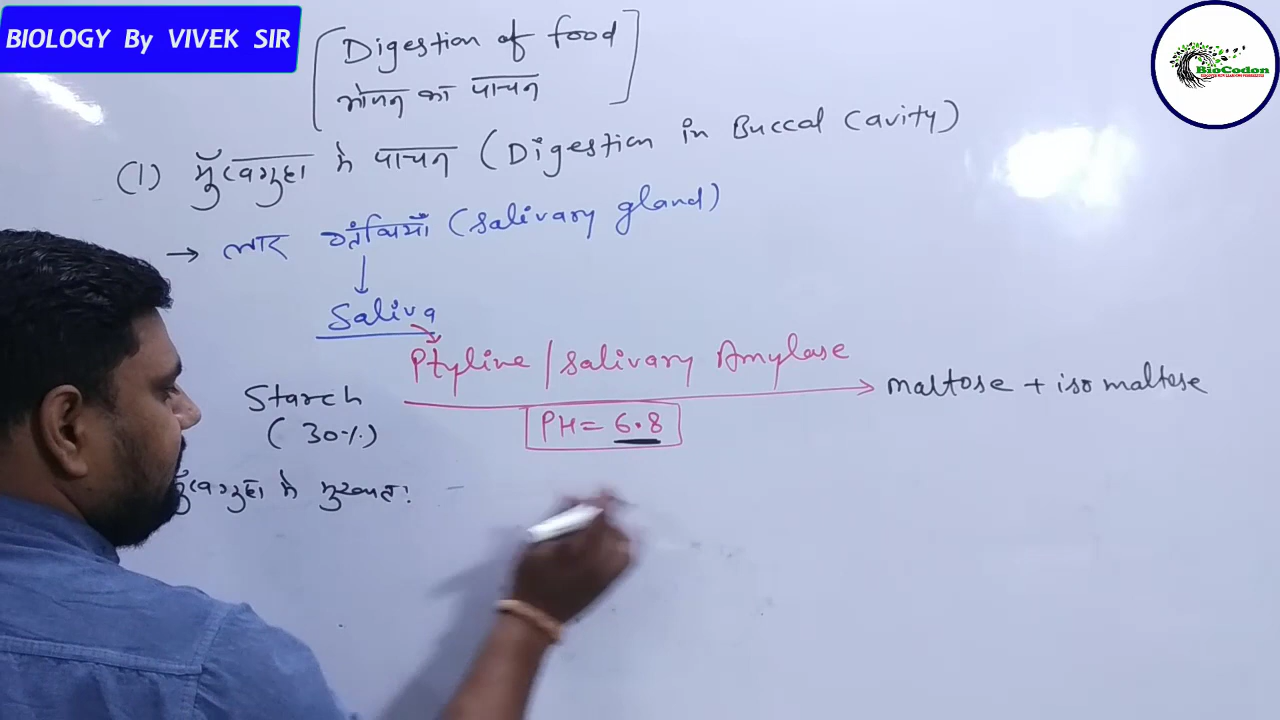 BIOLOGY By VIVEK SIR
Digestion of food
भोजन का पाचन
BioCodon
(1) मुँखगुहा मे पाचन (Digestion in Buccal Cavity)
→ लार ग्रंथियाँ (Salivary gland)
↓
Saliva
Ptyline / Salivary Amylase
Starch → maltose + iso maltose
(30%) PH = 6.8
मुँखगुहा मे मुख्यतः